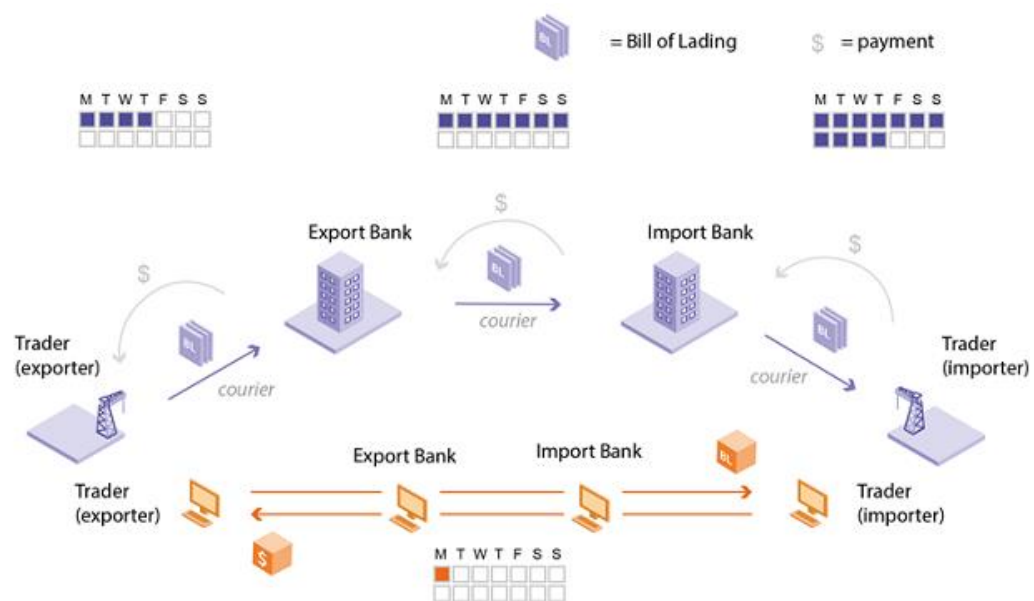 BL = Bill of Lading $ = payment
M T W T F S S M T W T F S S M T W T F S S
$
Export Bank Import Bank
$
$
BL
courier
BL
BL
Trader
(exporter)
courier
courier
Trader
(importer)
Export Bank Import Bank
BL
Trader
(exporter)
Trader
(importer)
$
M T W T F S S